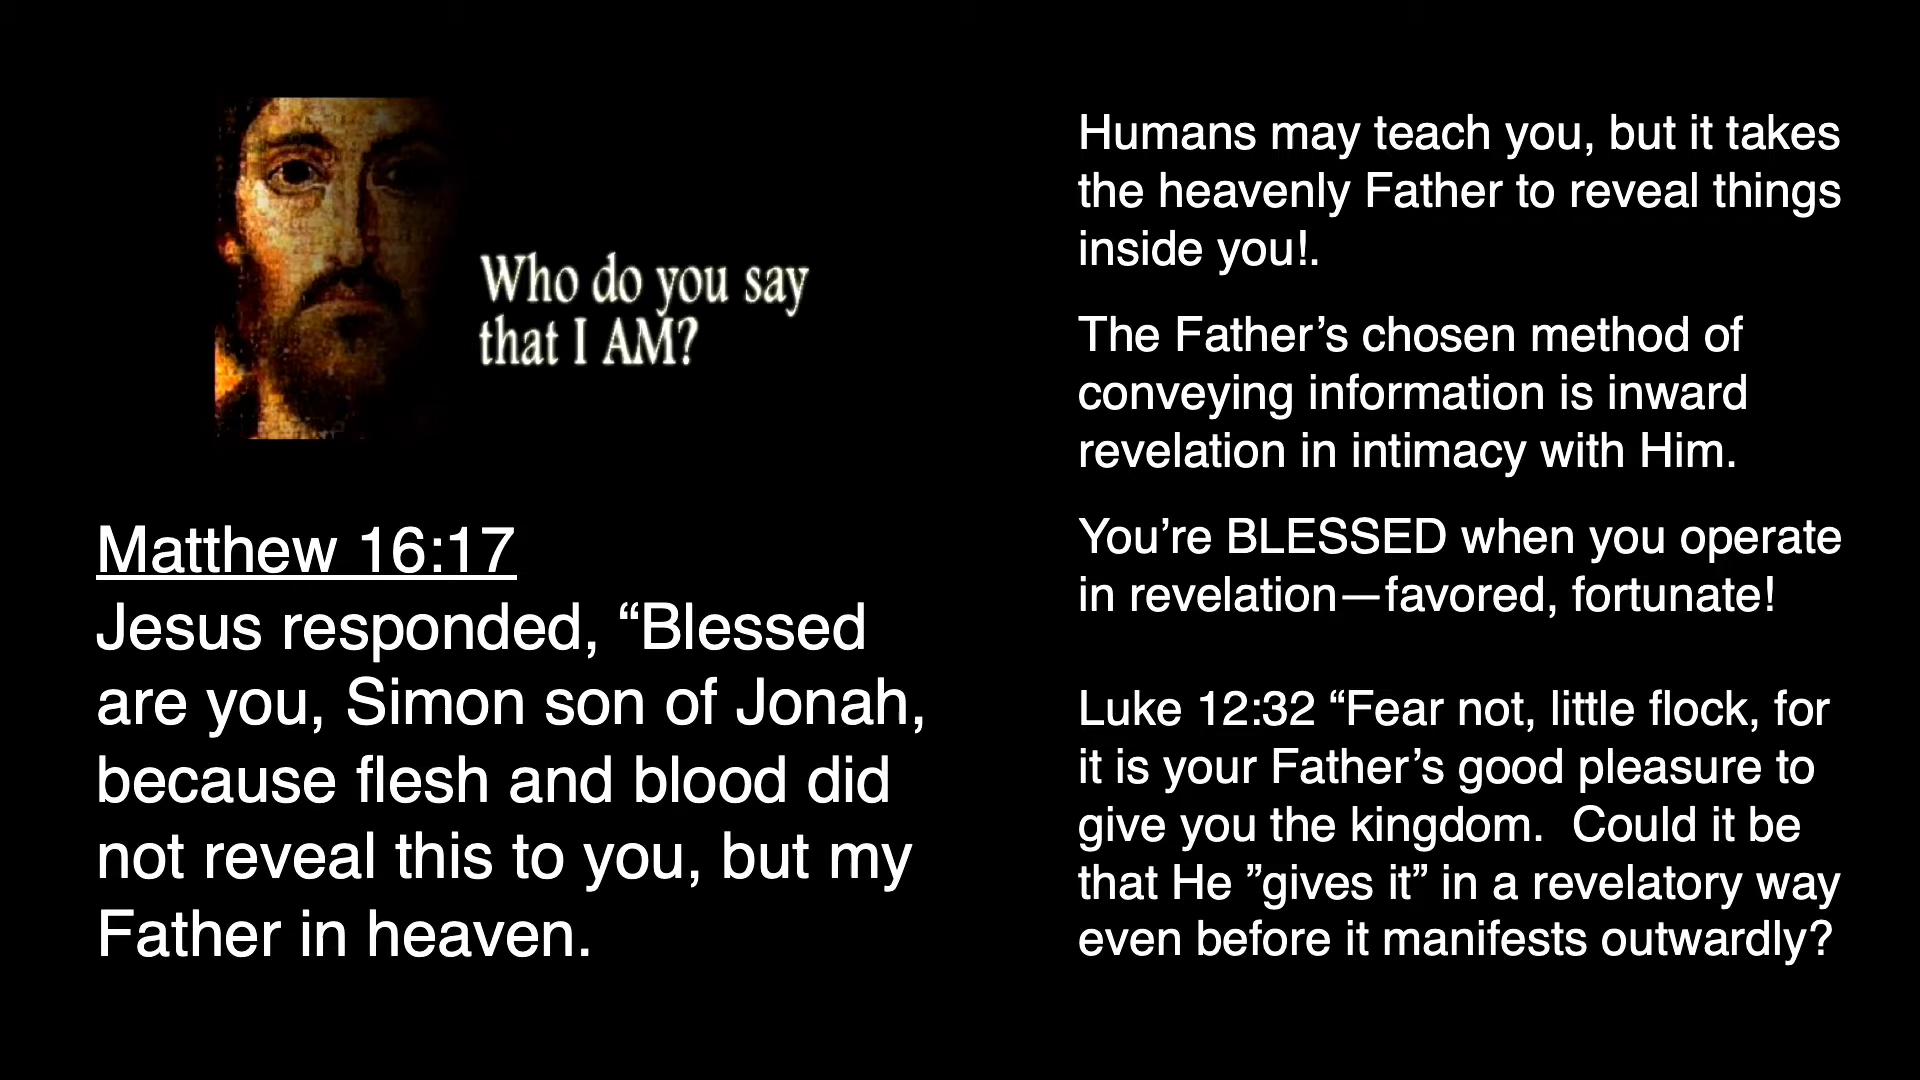 Who do you say
that I AM?
Matthew 16:17
Jesus responded, “Blessed
are you, Simon son of Jonah,
because flesh and blood did
not reveal this to you, but my
Father in heaven.
Humans may teach you, but it takes
the heavenly Father to reveal things
inside you!.
The Father’s chosen method of
conveying information is inward
revelation in intimacy with Him.
You’re BLESSED when you operate
in revelation—favored, fortunate!
Luke 12:32 “Fear not, little flock, for
it is your Father’s good pleasure to
give you the kingdom.  Could it be
that He ”gives it” in a revelatory way
even before it manifests outwardly?